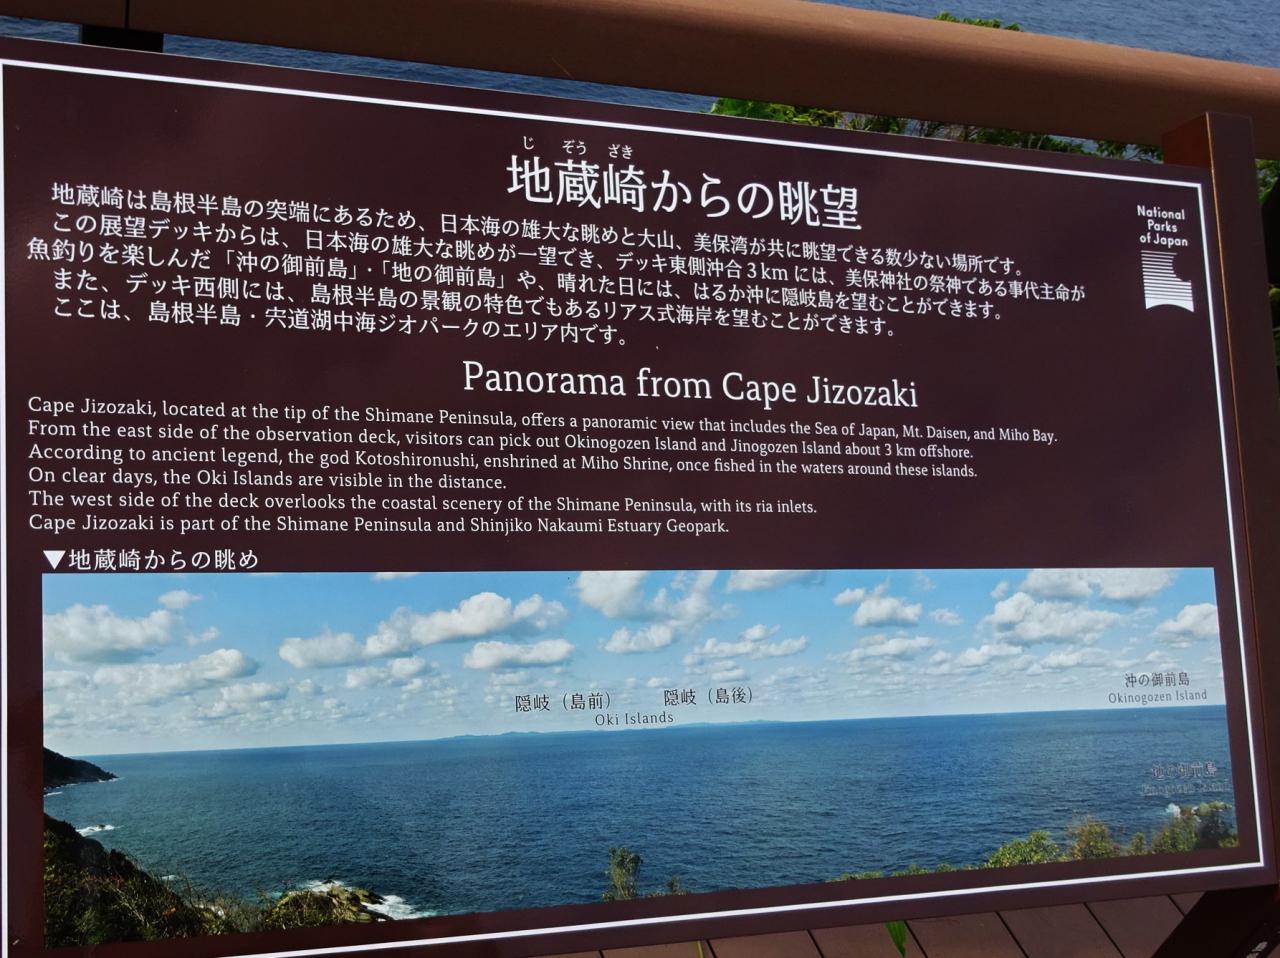 じ ぞう ざき
地蔵崎からの眺望
地蔵崎は島根半島の突端にあるため、日本海の雄大な眺めと大山、美保湾が共に眺望できる数少ない場所です。
この展望デッキからは、日本海の雄大な眺めが一望でき、デッキ東側沖合3kmには、美保神社の祭神である事代主命が
魚釣りを楽しんだ「沖の御前島」・「地の御前島」や、晴れた日には、はるか沖に隠岐島を望むことができます。
また、デッキ西側には、島根半島の景観の特色でもあるリアス式海岸を望むことができます。
ここは、島根半島・宍道湖中海ジオパークのエリア内です。
National
Parks
of Japan
Panorama from Cape Jizozaki
Cape Jizozaki, located at the tip of the Shimane Peninsula, offers a panoramic view that includes the Sea of Japan, Mt. Daisen, and Miho Bay.
From the east side of the observation deck, visitors can pick out Okinogozen Island and Jinogozen Island about 3 km offshore.
According to ancient legend, the god Kotoshironushi, enshrined at Miho Shrine, once fished in the waters around these islands.
On clear days, the Oki Islands are visible in the distance.
The west side of the deck overlooks the coastal scenery of the Shimane Peninsula, with its ria inlets.
Cape Jizozaki is part of the Shimane Peninsula and Shinjiko Nakaumi Estuary Geopark.
▼地蔵崎からの眺め
隠岐（島前） 隠岐（島後）
Oki Islands
沖の御前島
Okinogozen Island
地の御前島
Jinogozen Island